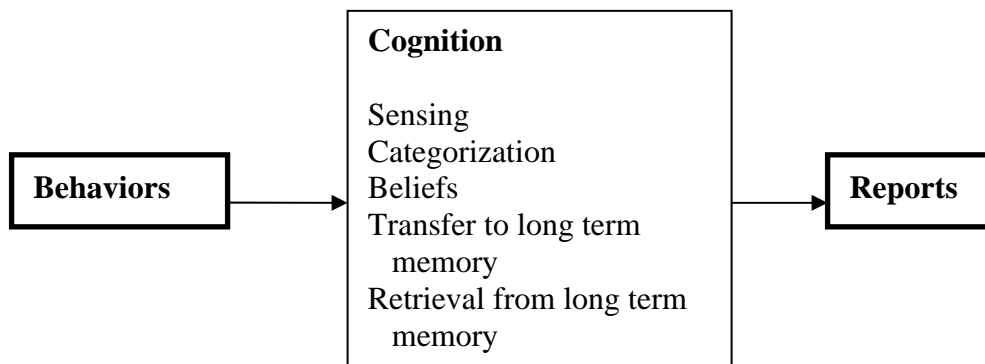 Behaviors
Cognition
Sensing
Categorization
Beliefs
Transfer to long term
memory
Retrieval from long term
memory
Reports